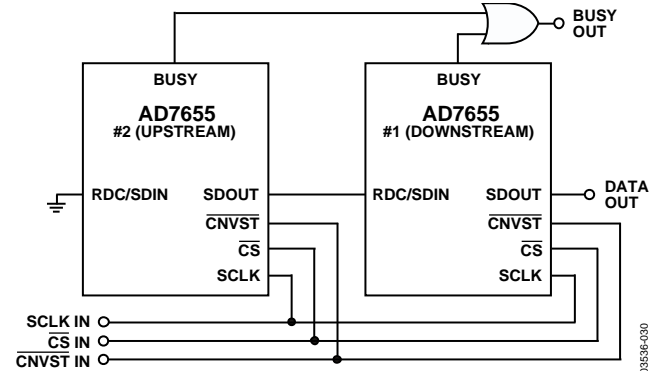 BUSY
OUT
BUSY
BUSY
AD7655
#2 (UPSTREAM)
AD7655
#1 (DOWNSTREAM)
RDC/SDIN
SDOUT
RDC/SDIN
SDOUT
DATA
OUT
CNVST
CNVST
CS
CS
SCLK
SCLK
SCLK IN
CS IN
CNVST IN
03536-030